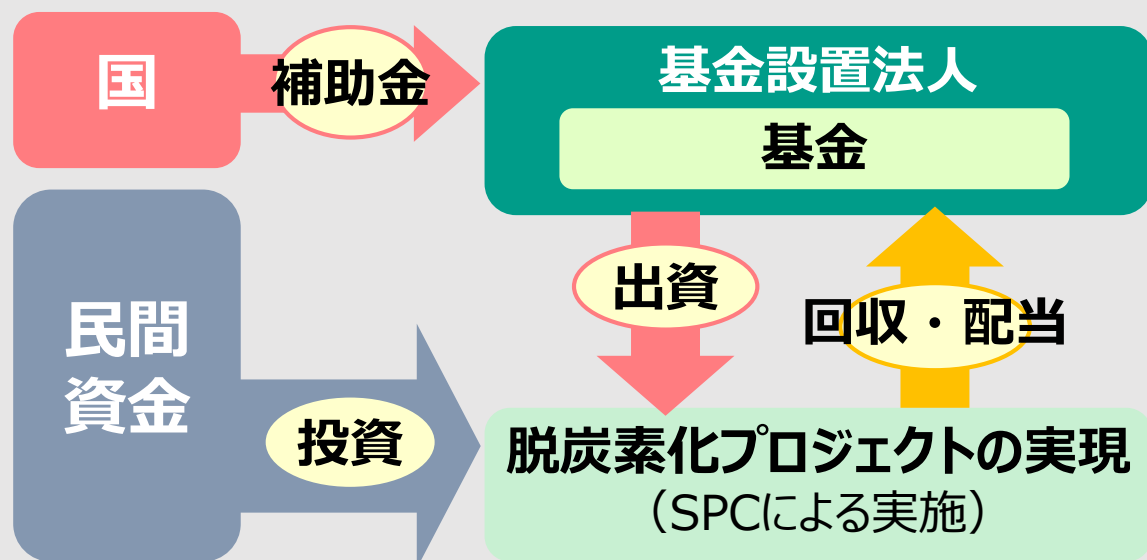 国
補助金
基金設置法人
基金
出資
回収・配当
民間
資金
投資
脱炭素化プロジェクトの実現
（SPCによる実施）